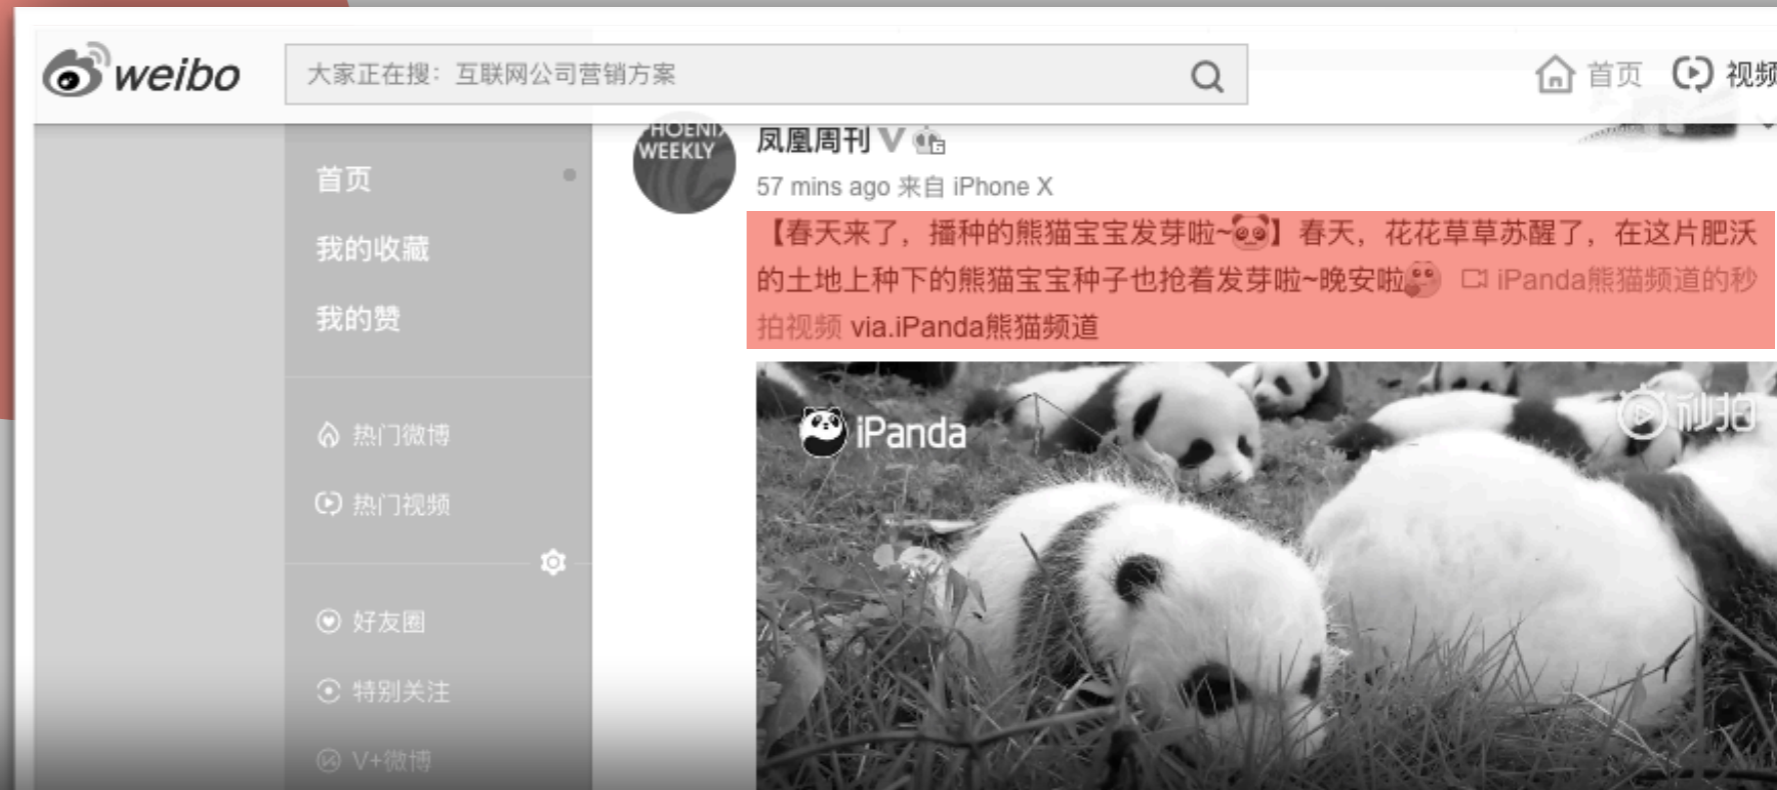 weibo
大家正在搜：互联网公司营销方案
首页
视频
首页
我的收藏
我的赞
热门微博
热门视频
好友圈
特别关注
V+微博
PHOENIX
WEEKLY
凤凰周刊
57 mins ago 来自 iPhone X
【春天来了，播种的熊猫宝宝发芽啦~】春天，花花草草苏醒了，在这片肥沃
的土地上种下的熊猫宝宝种子也抢着发芽啦~晚安啦 iPanda熊猫频道的秒
拍视频 via.iPanda熊猫频道
iPanda
秒拍